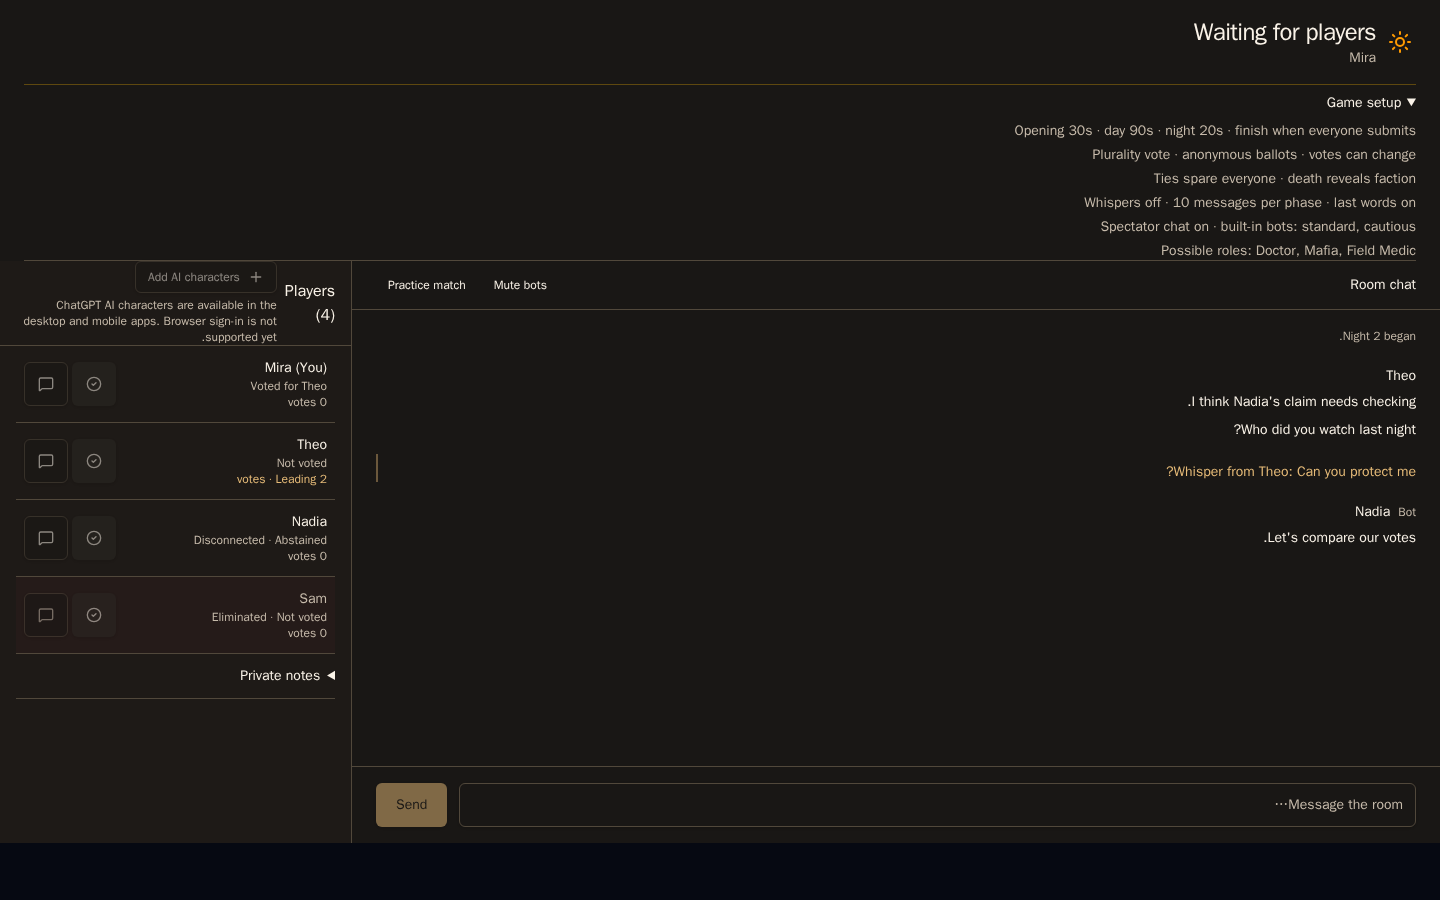 Waiting for players
Mira
Game setup
Opening 30s · day 90s · night 20s · finish when everyone submits
Plurality vote · anonymous ballots · votes can change
Ties spare everyone · death reveals faction
Whispers off · 10 messages per phase · last words on
Spectator chat on · built-in bots: standard, cautious
Possible roles: Doctor, Mafia, Field Medic
Players
(4)
Add AI characters
ChatGPT AI characters are available in the
desktop and mobile apps. Browser sign-in is not
.supported yet
Mira (You)
Voted for Theo
votes 0
Theo
Not voted
votes · Leading 2
Nadia
Disconnected · Abstained
votes 0
Sam
Eliminated · Not voted
votes 0
Private notes
Room chat
Mute bots
Practice match
.Night 2 began
Theo
.I think Nadia's claim needs checking
?Who did you watch last night
?Whisper from Theo: Can you protect me
Nadia Bot
.Let's compare our votes
…Message the room
Send